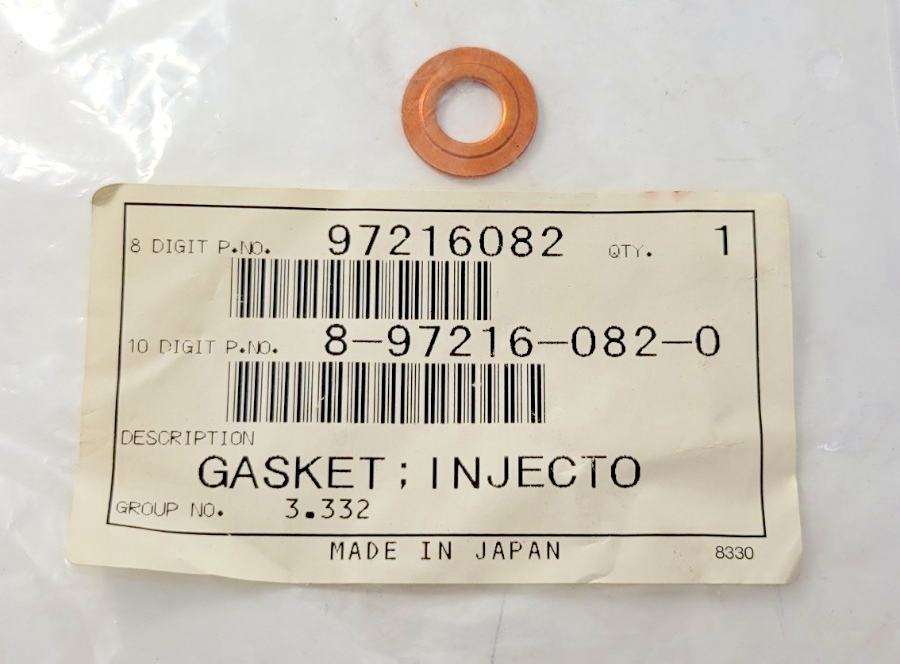 8 DIGIT P.NO. 97216082 QTY. 1
10 DIGIT P.NO. 8-97216-082-0
DESCRIPTION
GASKET ; INJECTO
GROUP NO. 3.332
MADE IN JAPAN 8330